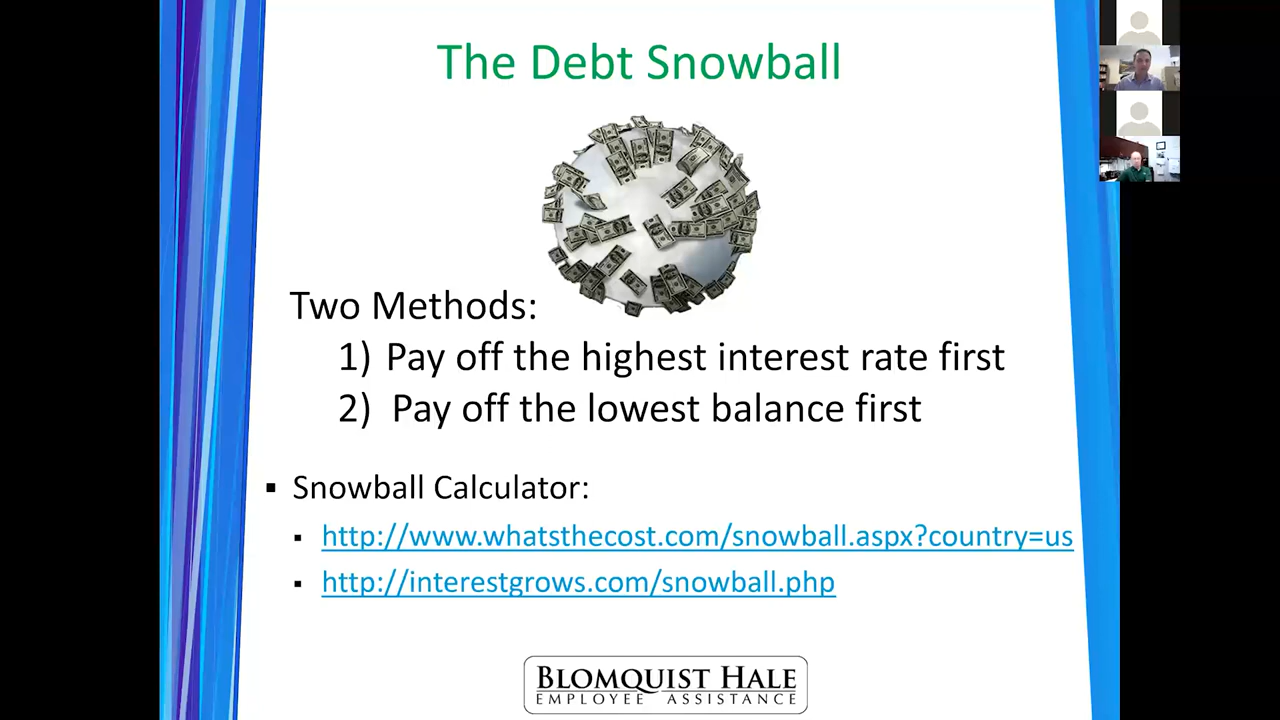 The Debt Snowball
Two Methods:
1) Pay off the highest interest rate first
2) Pay off the lowest balance first
▪ Snowball Calculator:
▪ http://www.whatsthecost.com/snowball.aspx?country=us
▪ http://interestgrows.com/snowball.php
BLOMQUIST HALE
EMPLOYEE ASSISTANCE